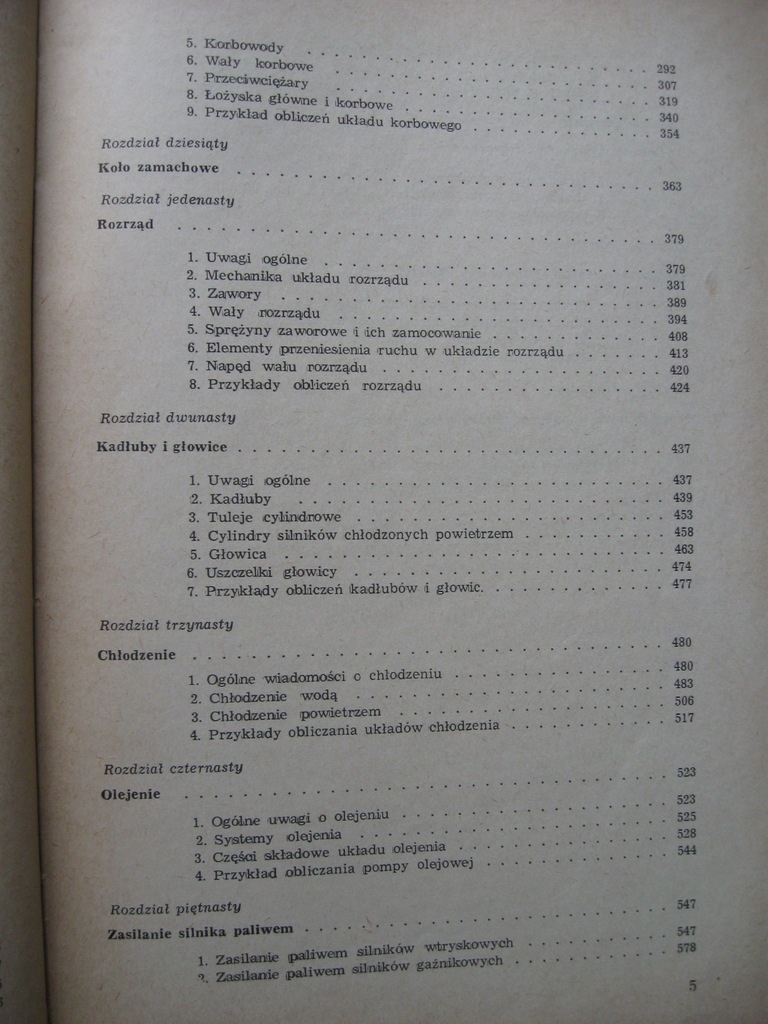 5. Korbowody . . . . . . . . . . . . . . . . . . . . 292
6. Wały korbowe . . . . . . . . . . . . . . . . . . . . 307
7. Przeciwciężary . . . . . . . . . . . . . . . . . . . . 319
8. Łożyska główne i korbowe . . . . . . . . . . . . . . . . 340
9. Przykład obliczeń układu korbowego . . . . . . . . . . . . 354
Rozdział dziesiąty
Koło zamachowe . . . . . . . . . . . . . . . . . . . . 363
Rozdział jedenasty
Rozrząd . . . . . . . . . . . . . . . . . . . . 379
1. Uwagi ogólne . . . . . . . . . . . . . . . . . . . . 379
2. Mechanika układu rozrządu . . . . . . . . . . . . . . . . 381
3. Zawory . . . . . . . . . . . . . . . . . . . . 389
4. Wały rozrządu . . . . . . . . . . . . . . . . . . . . 394
5. Sprężyny zaworowe i ich zamocowanie . . . . . . . . . . . . 408
6. Elementy przeniesienia ruchu w układzie rozrządu . . . . . . . 413
7. Napęd wału rozrządu . . . . . . . . . . . . . . . . . . . . 420
8. Przykłady obliczeń rozrządu . . . . . . . . . . . . . . . . 424
Rozdział dwunasty
Kadłuby i głowice . . . . . . . . . . . . . . . . . . . . 437
1. Uwagi ogólne . . . . . . . . . . . . . . . . . . . . 437
2. Kadłuby . . . . . . . . . . . . . . . . . . . . 439
3. Tuleje cylindrowe . . . . . . . . . . . . . . . . . . . . 453
4. Cylindry silników chłodzonych powietrzem . . . . . . . . . . 458
5. Głowica . . . . . . . . . . . . . . . . . . . . 463
6. Uszczelki głowicy . . . . . . . . . . . . . . . . . . . . 474
7. Przykłady obliczeń kadłubów i głowic. . . . . . . . . . . . . 477
Rozdział trzynasty
Chłodzenie . . . . . . . . . . . . . . . . . . . . 480
1. Ogólne wiadomości o chłodzeniu . . . . . . . . . . . . . . . 480
2. Chłodzenie wodą . . . . . . . . . . . . . . . . . . . . 483
3. Chłodzenie powietrzem . . . . . . . . . . . . . . . . . . . 506
4. Przykłady obliczania układów chłodzenia . . . . . . . . . . . 517
Rozdział czternasty
Olejenie . . . . . . . . . . . . . . . . . . . . 523
1. Ogólne uwagi o olejeniu . . . . . . . . . . . . . . . . . . 523
2. Systemy olejenia . . . . . . . . . . . . . . . . . . . . 525
3. Części składowe układu olejenia . . . . . . . . . . . . . . 528
4. Przykład obliczania pompy olejowej . . . . . . . . . . . . . 544
Rozdział piętnasty
Zasilanie silnika paliwem . . . . . . . . . . . . . . . . . . . . 547
1. Zasilanie paliwem silników wtryskowych . . . . . . . . . . 547
2. Zasilanie paliwem silników gaźnikowych . . . . . . . . . . . 578
5